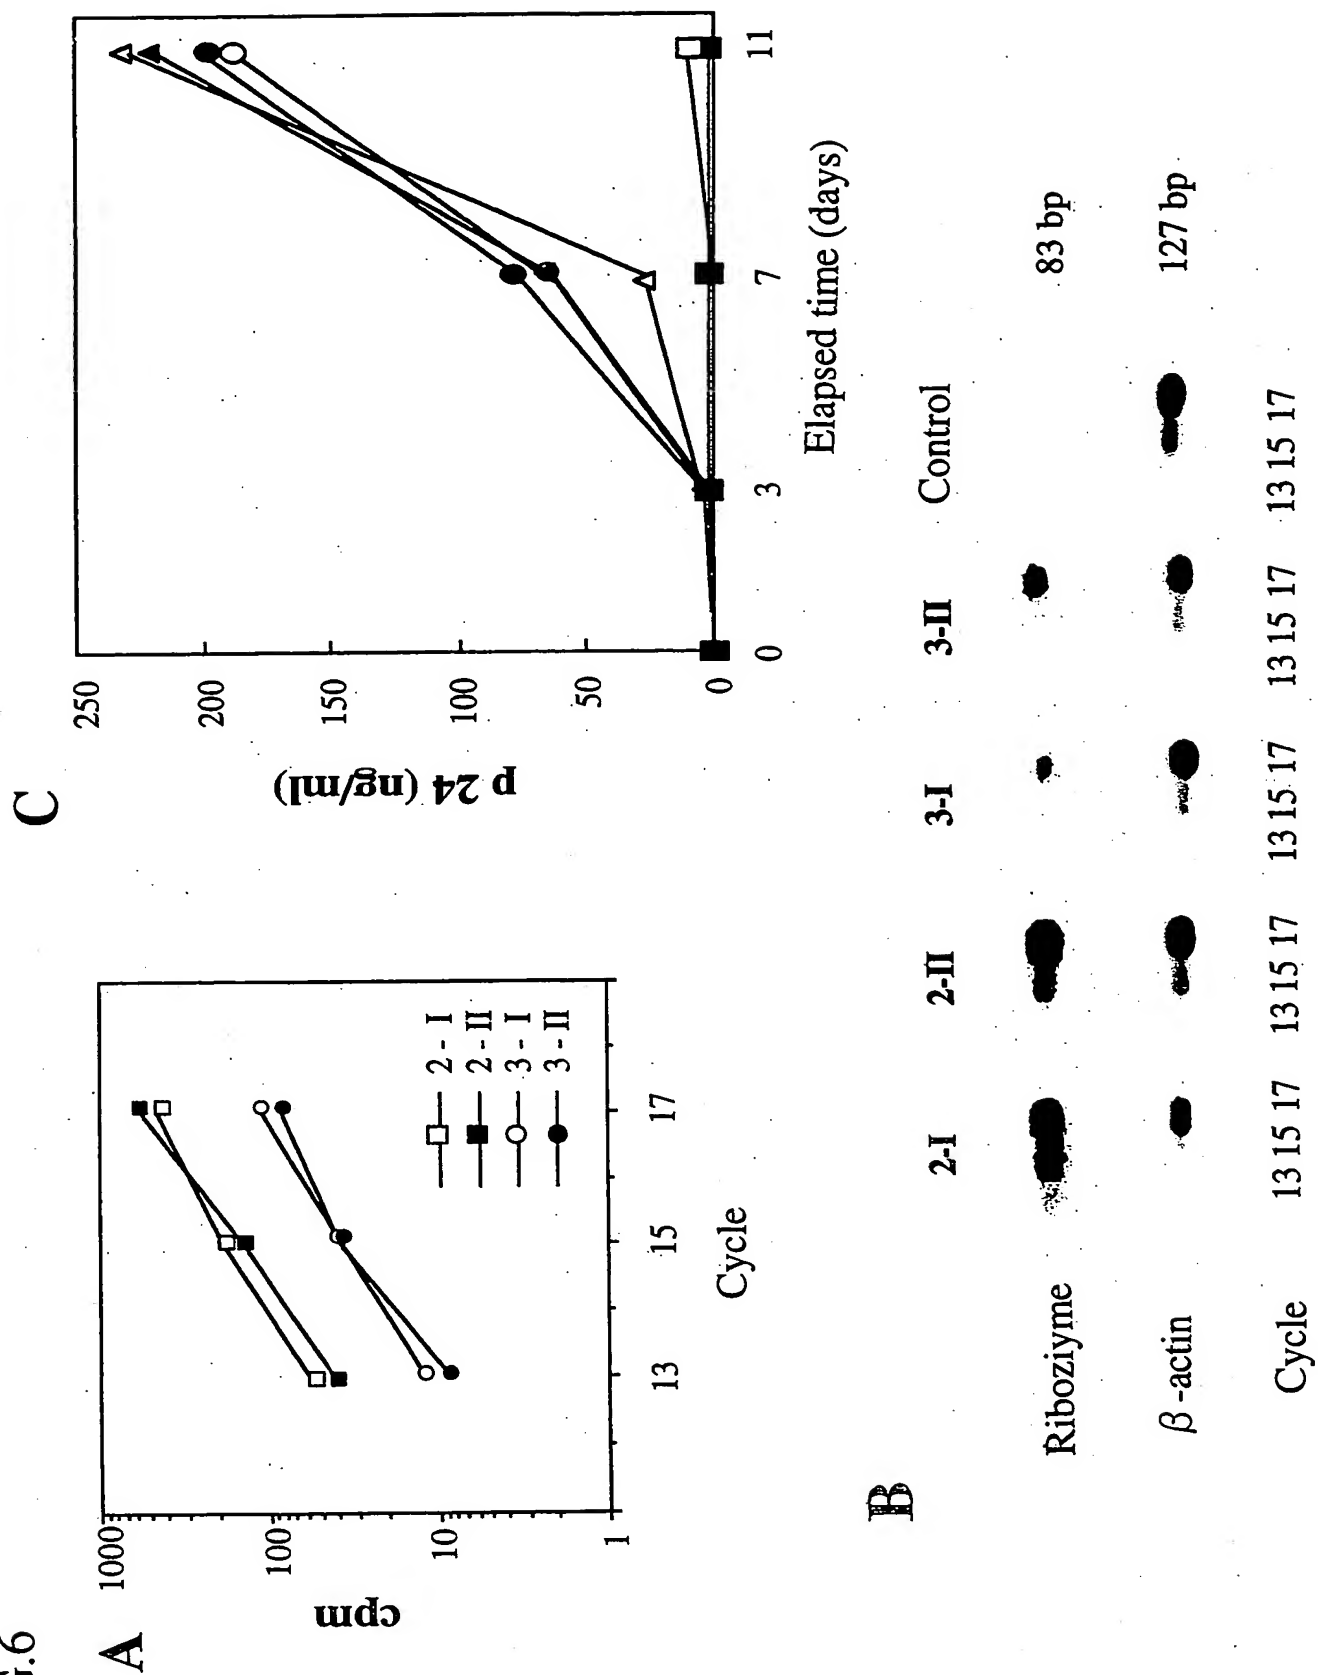 .6
A
cpm
1000
100
10
1
13 15 17
Cycle
2 - I
2 - II
3 - I
3 - II
C
p 24 (ng/ml)
250
200
150
100
50
0
0 3 7 11
Elapsed time (days)
B
2-I 2-II 3-I 3-II Control
Riboziyme 83 bp
β-actin 127 bp
Cycle 13 15 17 13 15 17 13 15 17 13 15 17 13 15 17